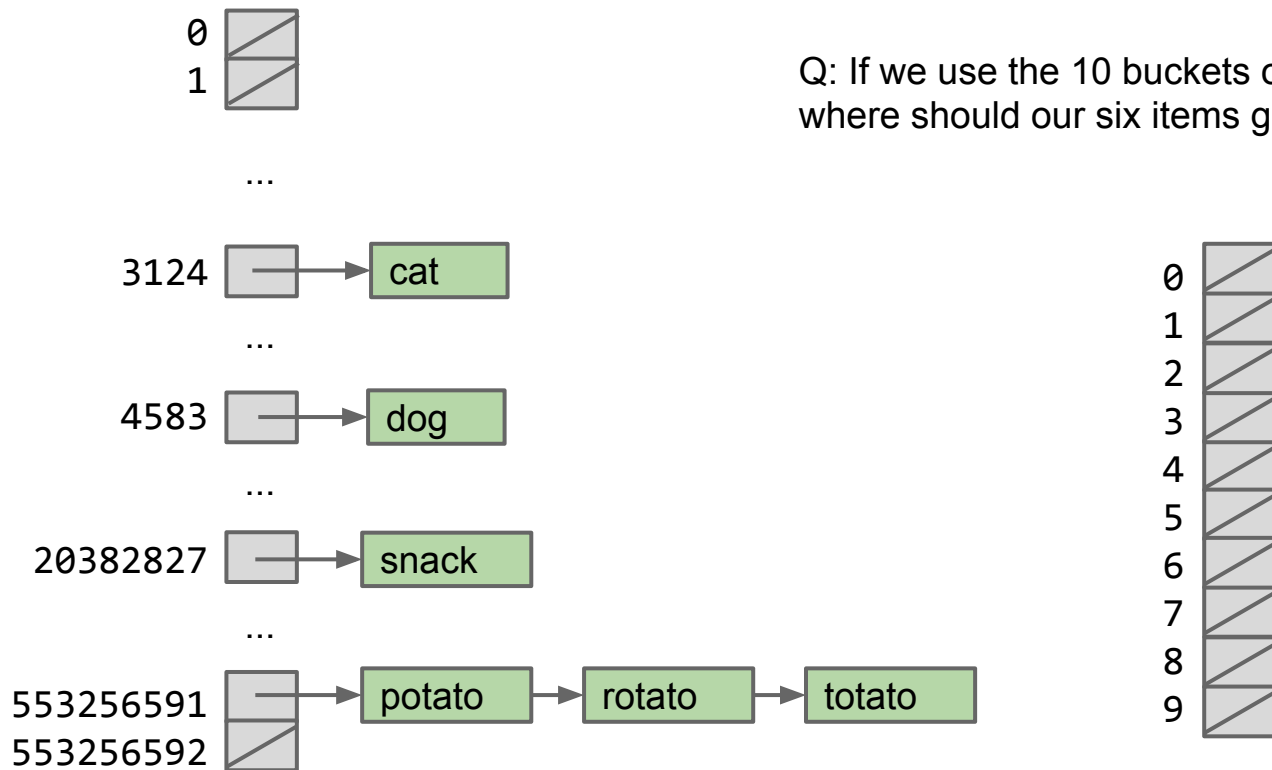 0
1
Q: If we use the 10 buckets
where should our six items
...
3124 cat
...
4583 dog
...
20382827 snack
...
553256591 potato rotato totato
553256592
0
1
2
3
4
5
6
7
8
9